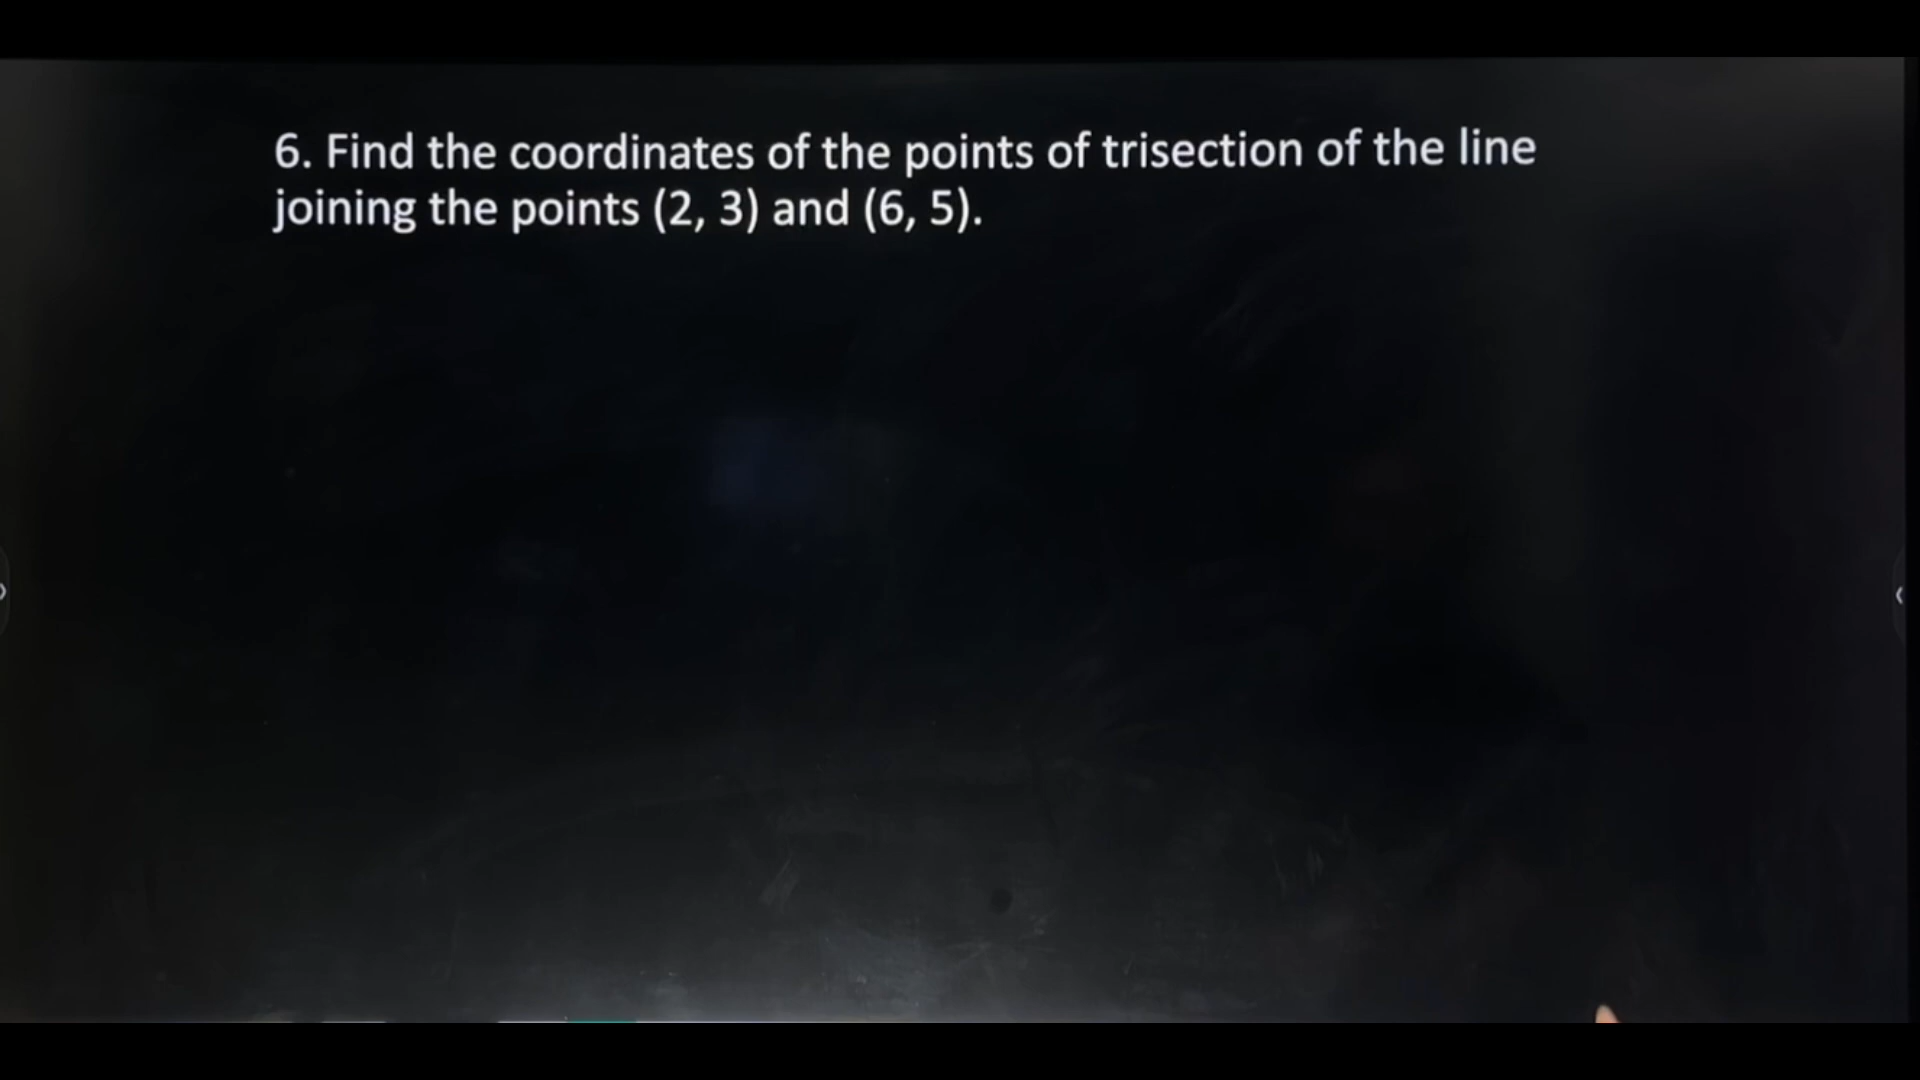 6. Find the coordinates of the points of trisection of the line
joining the points (2, 3) and (6, 5).